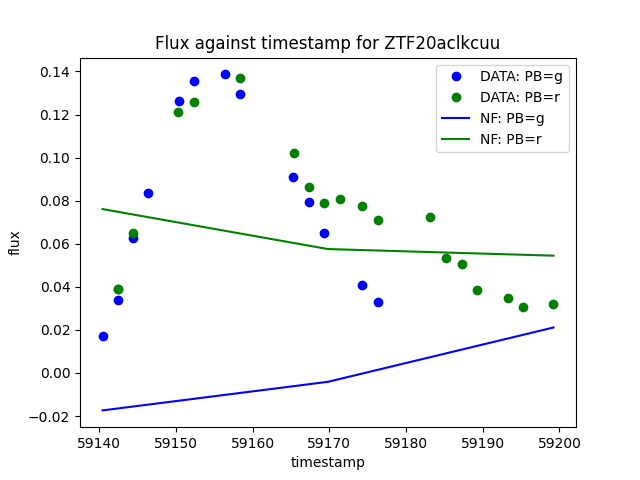 Flux against timestamp for ZTF20aclkcuu
DATA: PB=g
DATA: PB=r
NF: PB=g
NF: PB=r
flux
0.14
0.12
0.10
0.08
0.06
0.04
0.02
0.00
−0.02
59140 59150 59160 59170 59180 59190 59200
timestamp